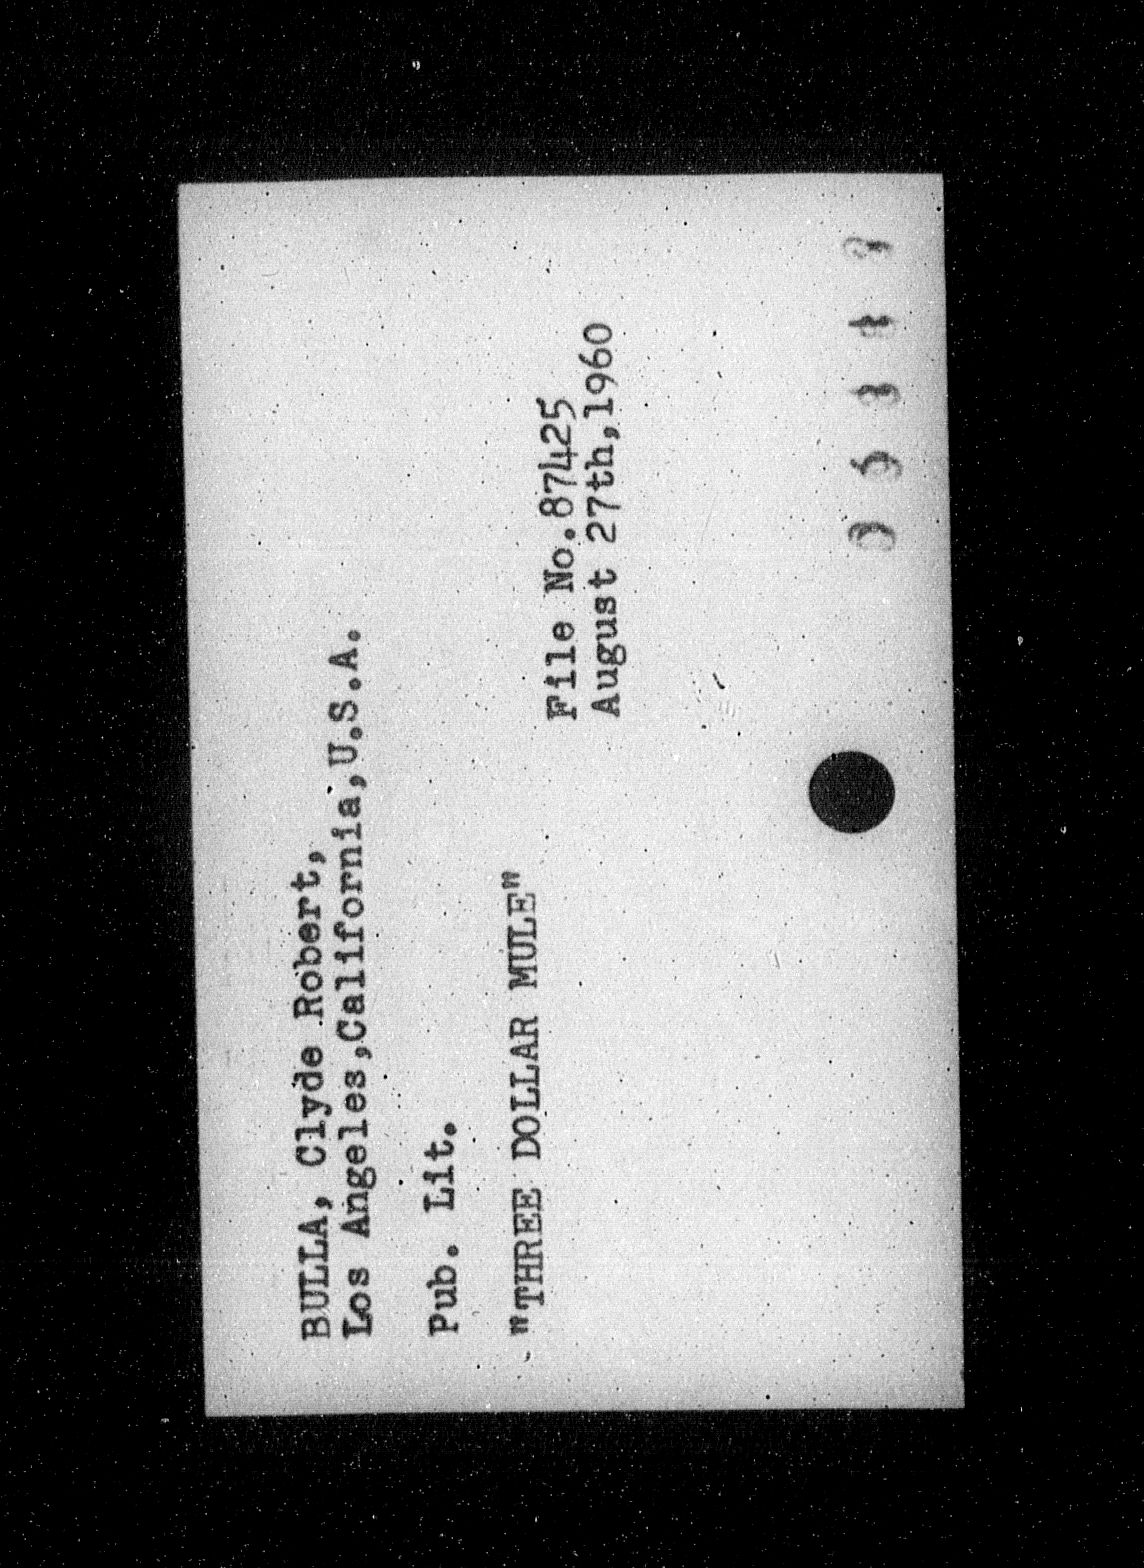 BULLA, Clyde Robert,
Los Angeles,California,U.S.A.
Pub. Lit.
"THREE DOLLAR MULE"
File No.87425
August 27th,1960